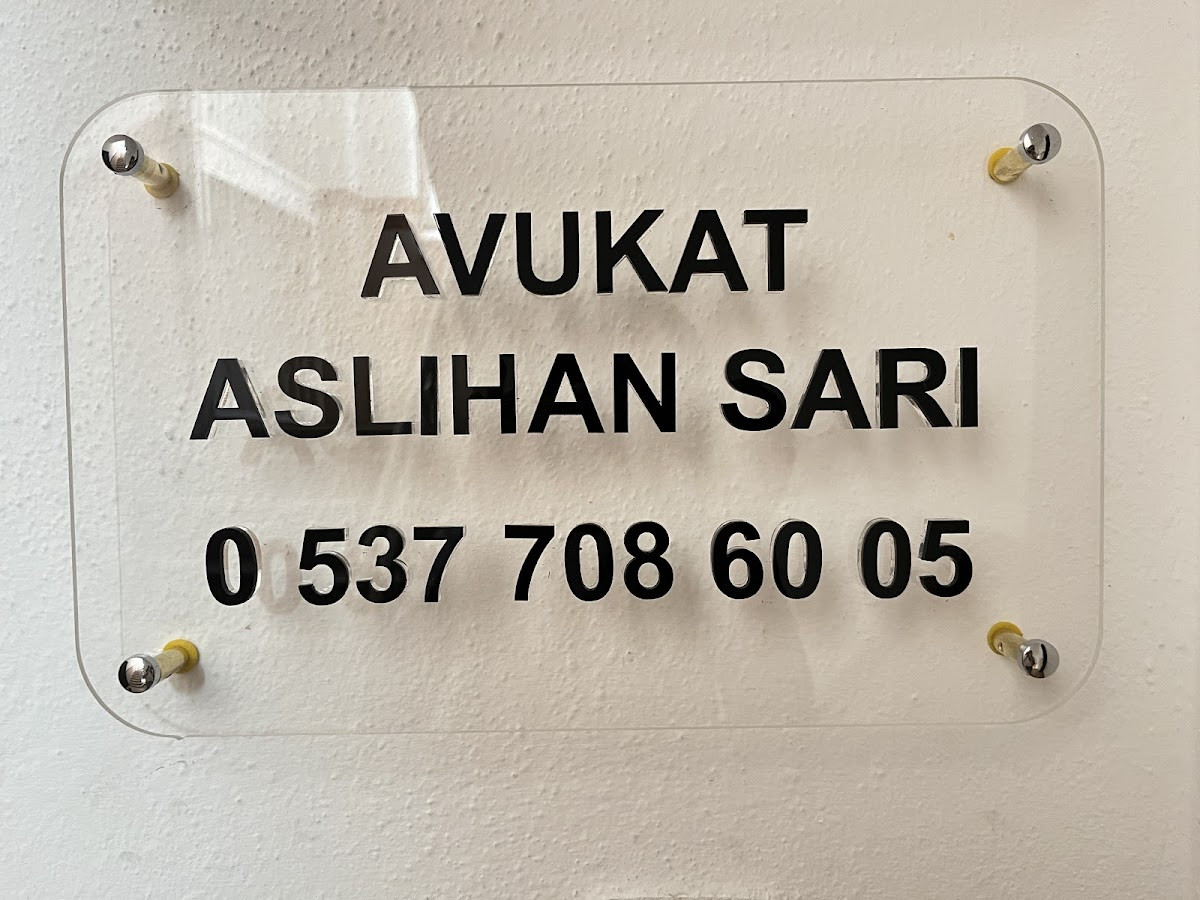 AVUKAT
ASLIHAN SARI
0 537 708 60 05